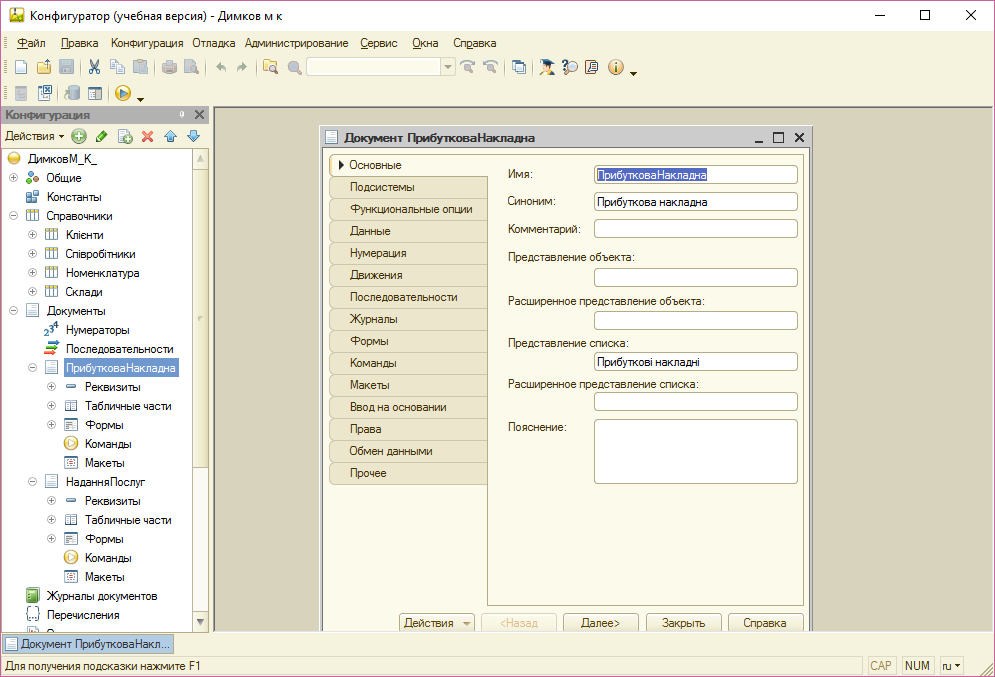 Конфигуратор (учебная версия) - Димков м к
Файл Правка Конфигурация Отладка Администрирование Сервис Окна Справка
Конфигурация
Действия
ДимковМ_К_
Общие
Константы
Справочники
Клієнти
Співробітники
Номенклатура
Склади
Документы
Нумераторы
Последовательности
ПрибутковаНакладна
Реквизиты
Табличные части
Формы
Команды
Макеты
НаданняПослуг
Реквизиты
Табличные части
Формы
Команды
Макеты
Журналы документов
Перечисления
Документ ПрибутковаНакладна
Основные
Подсистемы
Функциональные опции
Данные
Нумерация
Движения
Последовательности
Журналы
Формы
Команды
Макеты
Ввод на основании
Права
Обмен данными
Прочее
Имя: ПрибутковаНакладна
Синоним: Прибуткова накладна
Комментарий:
Представление объекта:
Расширенное представление объекта:
Представление списка:
Прибуткові накладні
Расширенное представление списка:
Пояснение:
Действия <Назад Далее> Закрыть Справка
Документ ПрибутковаНакл...
Для получения подсказки нажмите F1 CAP NUM ru